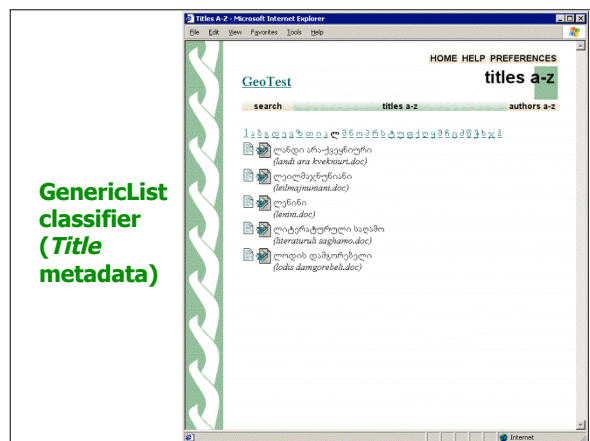 GenericList
classifier
(Title
metadata)
Titles A-Z - Microsoft Internet Explorer
File Edit View Favorites Tools Help
HOME HELP PREFERENCES
titles a-z
GeoTest
search titles a-z authors a-z
ლანდი არა-ქვეყნიური
(landi ara kvekniuri.doc)
ლეილმაჯნუნიანი
(leilmajnuniani.doc)
ლენინი
(lenini.doc)
ლიტერატურული საღამო
(literaturuli saghamo.doc)
ლოდის დამგორებელი
(lodis damgorebeli.doc)
Internet